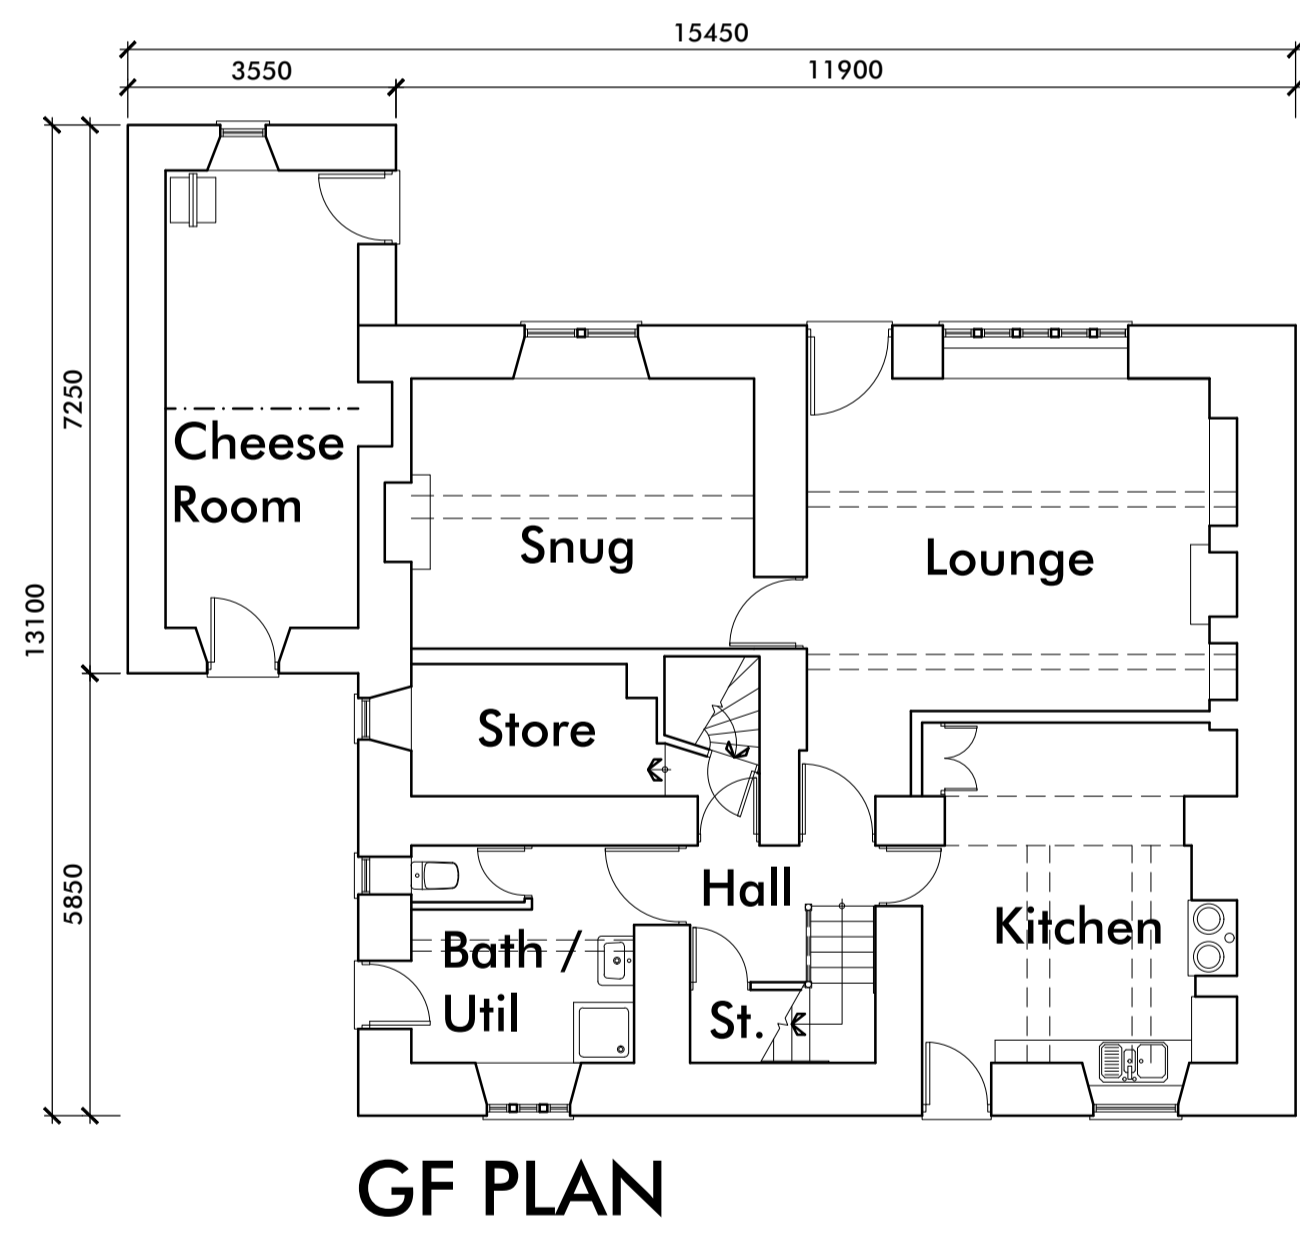 15450
3550
11900
7250
13100
5850
Cheese
Room
Snug
Lounge
Store
Hall
Kitchen
Bath /
Util
St.
GF PLAN